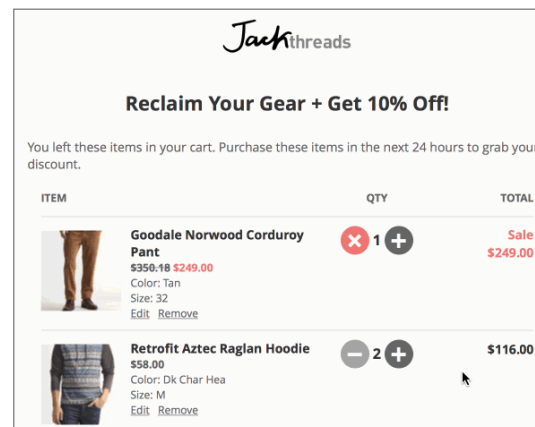 Jackthreads
Reclaim Your Gear + Get 10% Off!
You left these items in your cart. Purchase these items in the next 24 hours to grab your
discount.
ITEM QTY TOTAL
Goodale Norwood Corduroy 1 Sale
Pant $249.00
$350.18 $249.00
Color: Tan
Size: 32
Edit Remove
Retrofit Aztec Raglan Hoodie 2 $116.00
$58.00
Color: Dk Char Hea
Size: M
Edit Remove